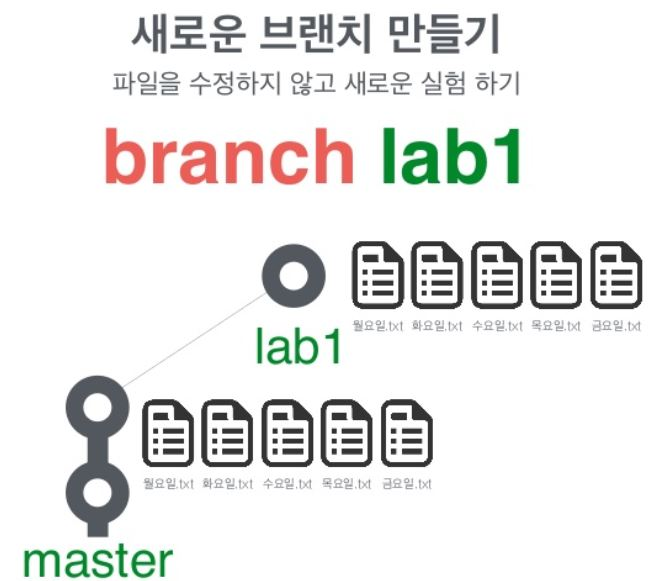 새로운 브랜치 만들기
파일을 수정하지 않고 새로운 실험 하기
branch lab1
월요일.txt 화요일.txt 수요일.txt 목요일.txt 금요일.txt
lab1
월요일.txt 화요일.txt 수요일.txt 목요일.txt 금요일.txt
master